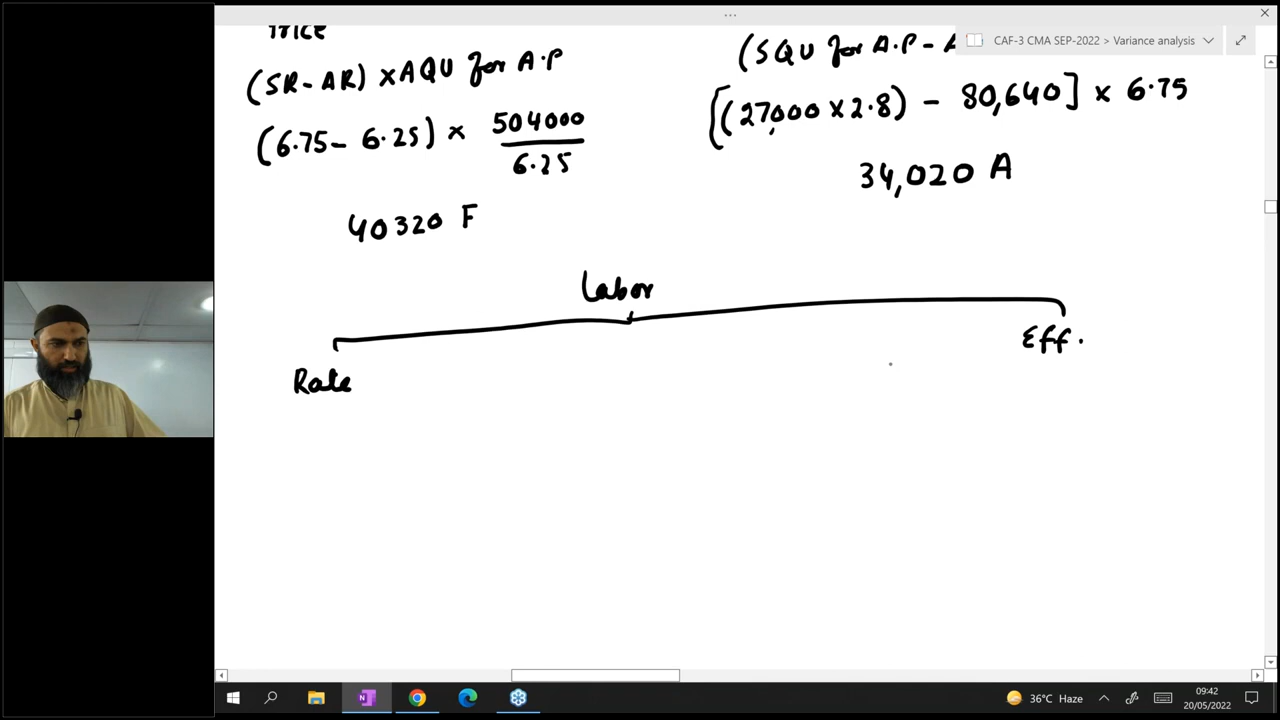 ...
CAF-3 CMA SEP-2022 > Variance analysis
Price
(SR-AR) × AQU for A.P
(6.75 - 6.25) × 504000
6.25
40320 F
(SQU for A.P - A
[(27,000 × 2.8) - 80,640] × 6.75
34,020 A
Labor
Rate
Eff.
36°C Haze
09:42
20/05/2022